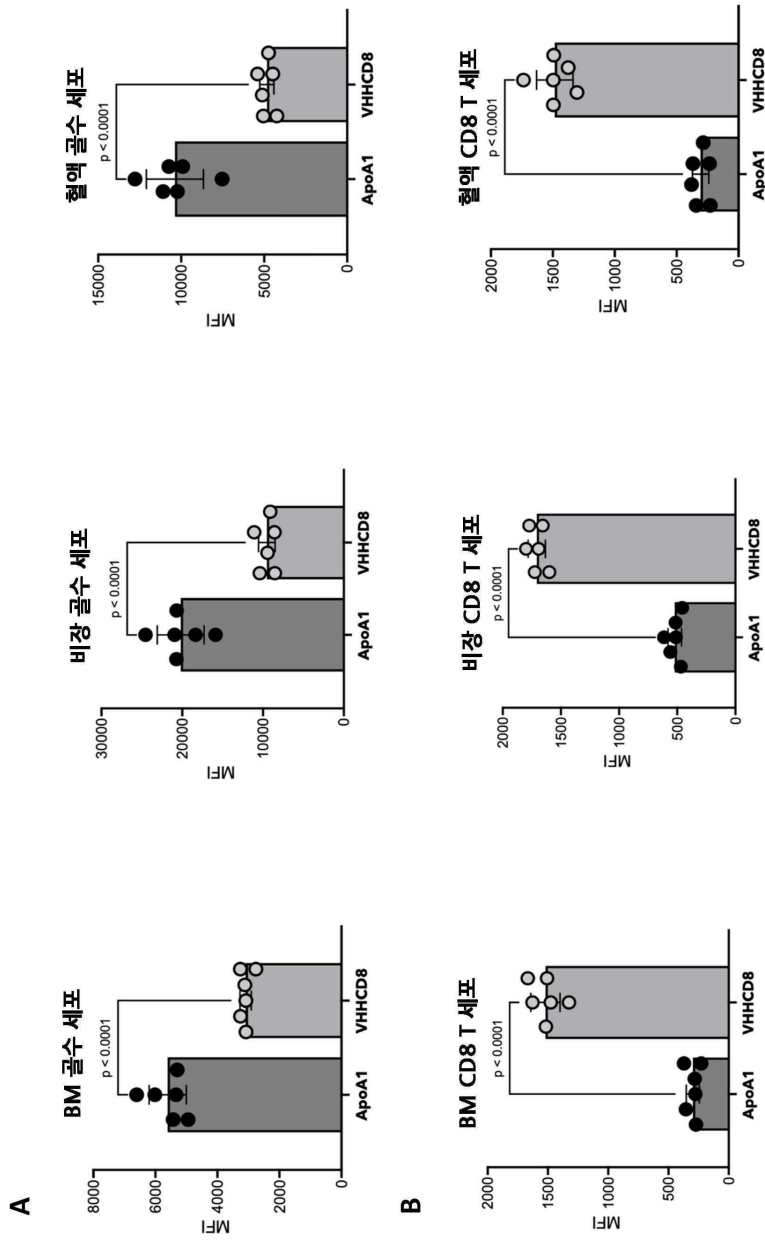 A
BM 골수 세포
p < 0.0001
MFI
8000
6000
4000
2000
0
ApoA1
VHHCD8
비장 골수 세포
p < 0.0001
MFI
30000
20000
10000
0
ApoA1
VHHCD8
혈액 골수 세포
p < 0.0001
MFI
15000
10000
5000
0
ApoA1
VHHCD8
B
BM CD8 T 세포
p < 0.0001
MFI
2000
1500
1000
500
0
ApoA1
VHHCD8
비장 CD8 T 세포
p < 0.0001
MFI
2000
1500
1000
500
0
ApoA1
VHHCD8
혈액 CD8 T 세포
p < 0.0001
MFI
2000
1500
1000
500
0
ApoA1
VHHCD8